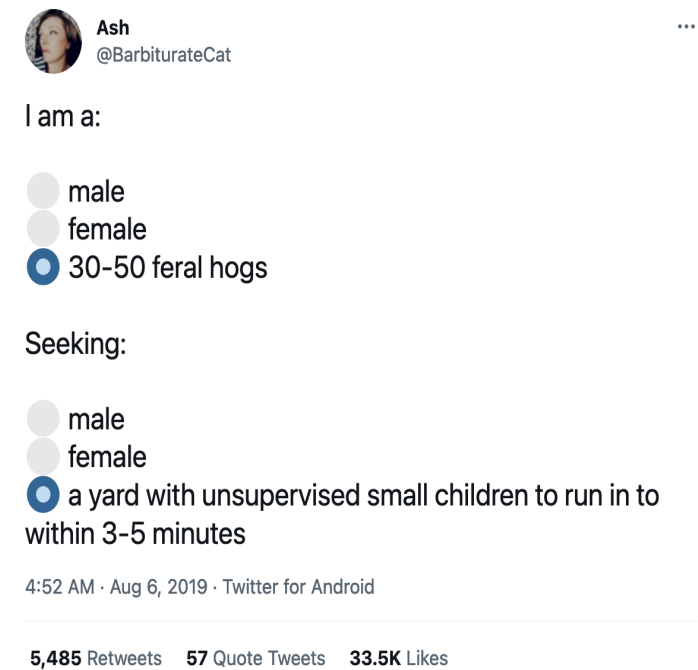 Ash
@BarbiturateCat
I am a:
male
female
30-50 feral hogs
Seeking:
male
female
a yard with unsupervised small children to run in to
within 3-5 minutes
4:52 AM · Aug 6, 2019 · Twitter for Android
5,485 Retweets 57 Quote Tweets 33.5K Likes